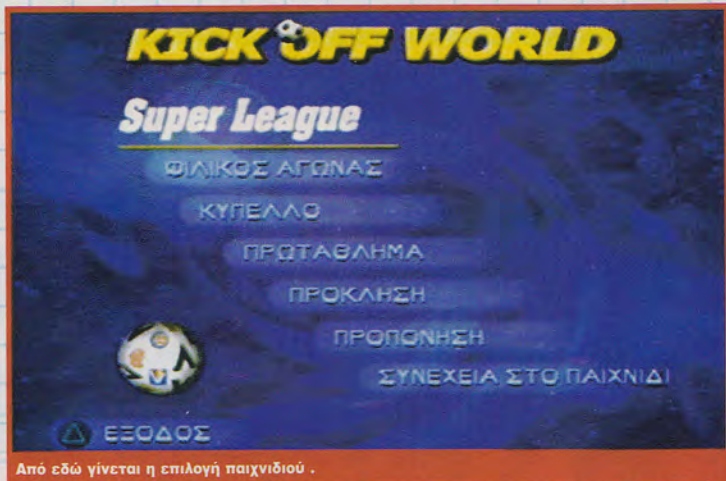 KICK OFF WORLD
Super League
ΦΙΛΙΚΟΣ ΑΓΩΝΑΣ
ΚΥΠΕΛΛΟ
ΠΡΩΤΑΘΛΗΜΑ
ΠΡΟΚΛΗΣΗ
ΠΡΟΠΟΝΗΣΗ
ΣΥΝΕΧΕΙΑ ΣΤΟ ΠΑΙΧΝΙΔΙ
ΕΞΟΔΟΣ
Από εδώ γίνεται η επιλογή παιχνιδιού .